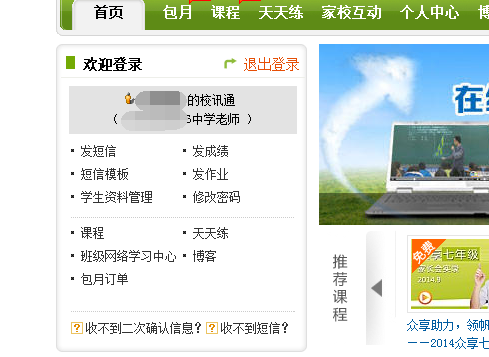 首页 包月 课程 天天练 家校互动 个人中心 博
欢迎登录 退出登录
的校讯通
( 中学老师 )
发短信 发成绩
短信模板 发作业
学生资料管理 修改密码
课程 天天练
班级网络学习中心 博客
包月订单
收不到二次确认信息? 收不到短信?
在
推荐课程
免费
享七年级
家长会实录
2014.9
众享助力,领帆
——2014众享七